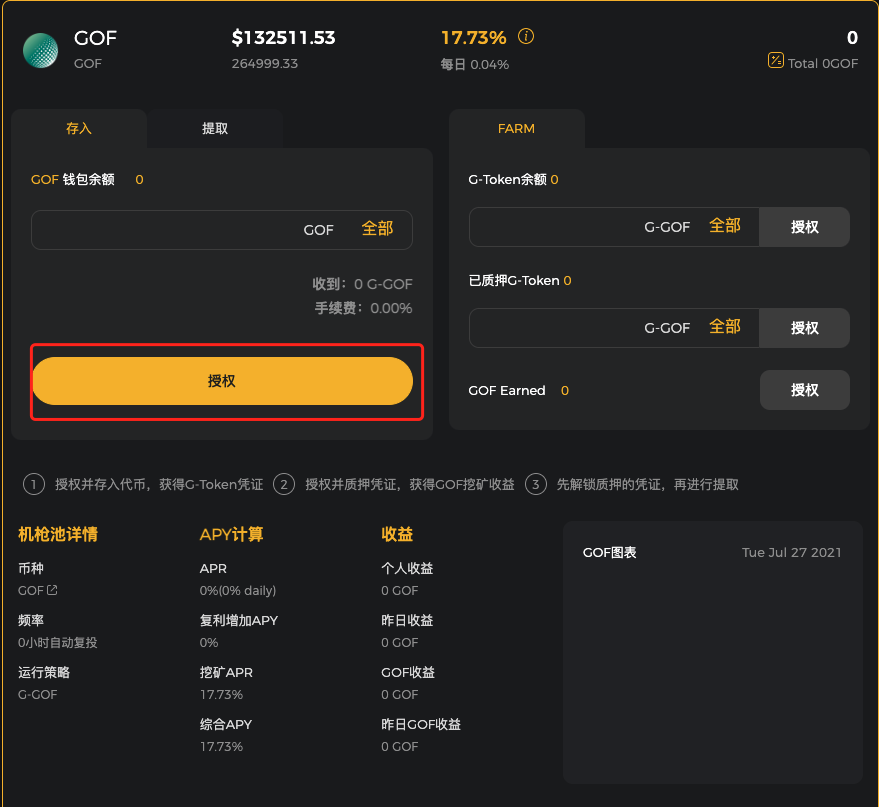 GOF
GOF
$132511.53
264999.33
17.73%
每日 0.04%
0
Total 0GOF
存入
提取
GOF 钱包余额 0
GOF 全部
收到：0 G-GOF
手续费：0.00%
授权
FARM
G-Token余额 0
G-GOF 全部 授权
已质押G-Token 0
G-GOF 全部 授权
GOF Earned 0 授权
1 授权并存入代币，获得G-Token凭证 2 授权并质押凭证，获得GOF挖矿收益 3 先解锁质押的凭证，再进行提取
机枪池详情
币种
GOF
频率
0小时自动复投
运行策略
G-GOF
APY计算
APR
0%(0% daily)
复利增加APY
0%
挖矿APR
17.73%
综合APY
17.73%
收益
个人收益
0 GOF
昨日收益
0 GOF
GOF收益
0 GOF
昨日GOF收益
0 GOF
GOF图表
Tue Jul 27 2021